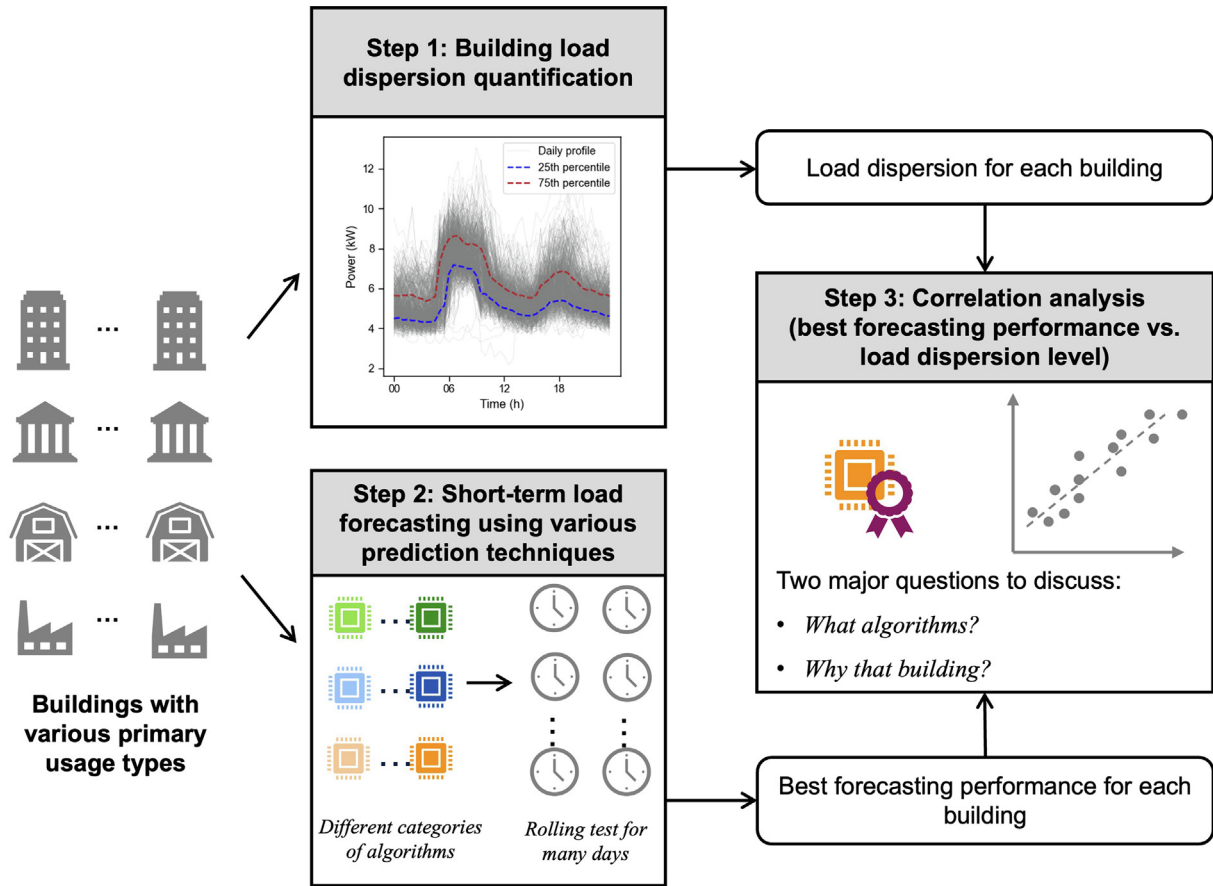 Step 1: Building load
dispersion quantification
Daily profile
25th percentile
75th percentile
12
10
8
6
4
2
Power (kW)
00 06 12 18
Time (h)
Load dispersion for each building
Step 3: Correlation analysis
(best forecasting performance vs.
load dispersion level)
Two major questions to discuss:
• What algorithms?
• Why that building?
... 
...
...
...
Buildings with
various primary
usage types
Step 2: Short-term load
forecasting using various
prediction techniques
...
...
...
Different categories
of algorithms
Rolling test for
many days
Best forecasting performance for each
building